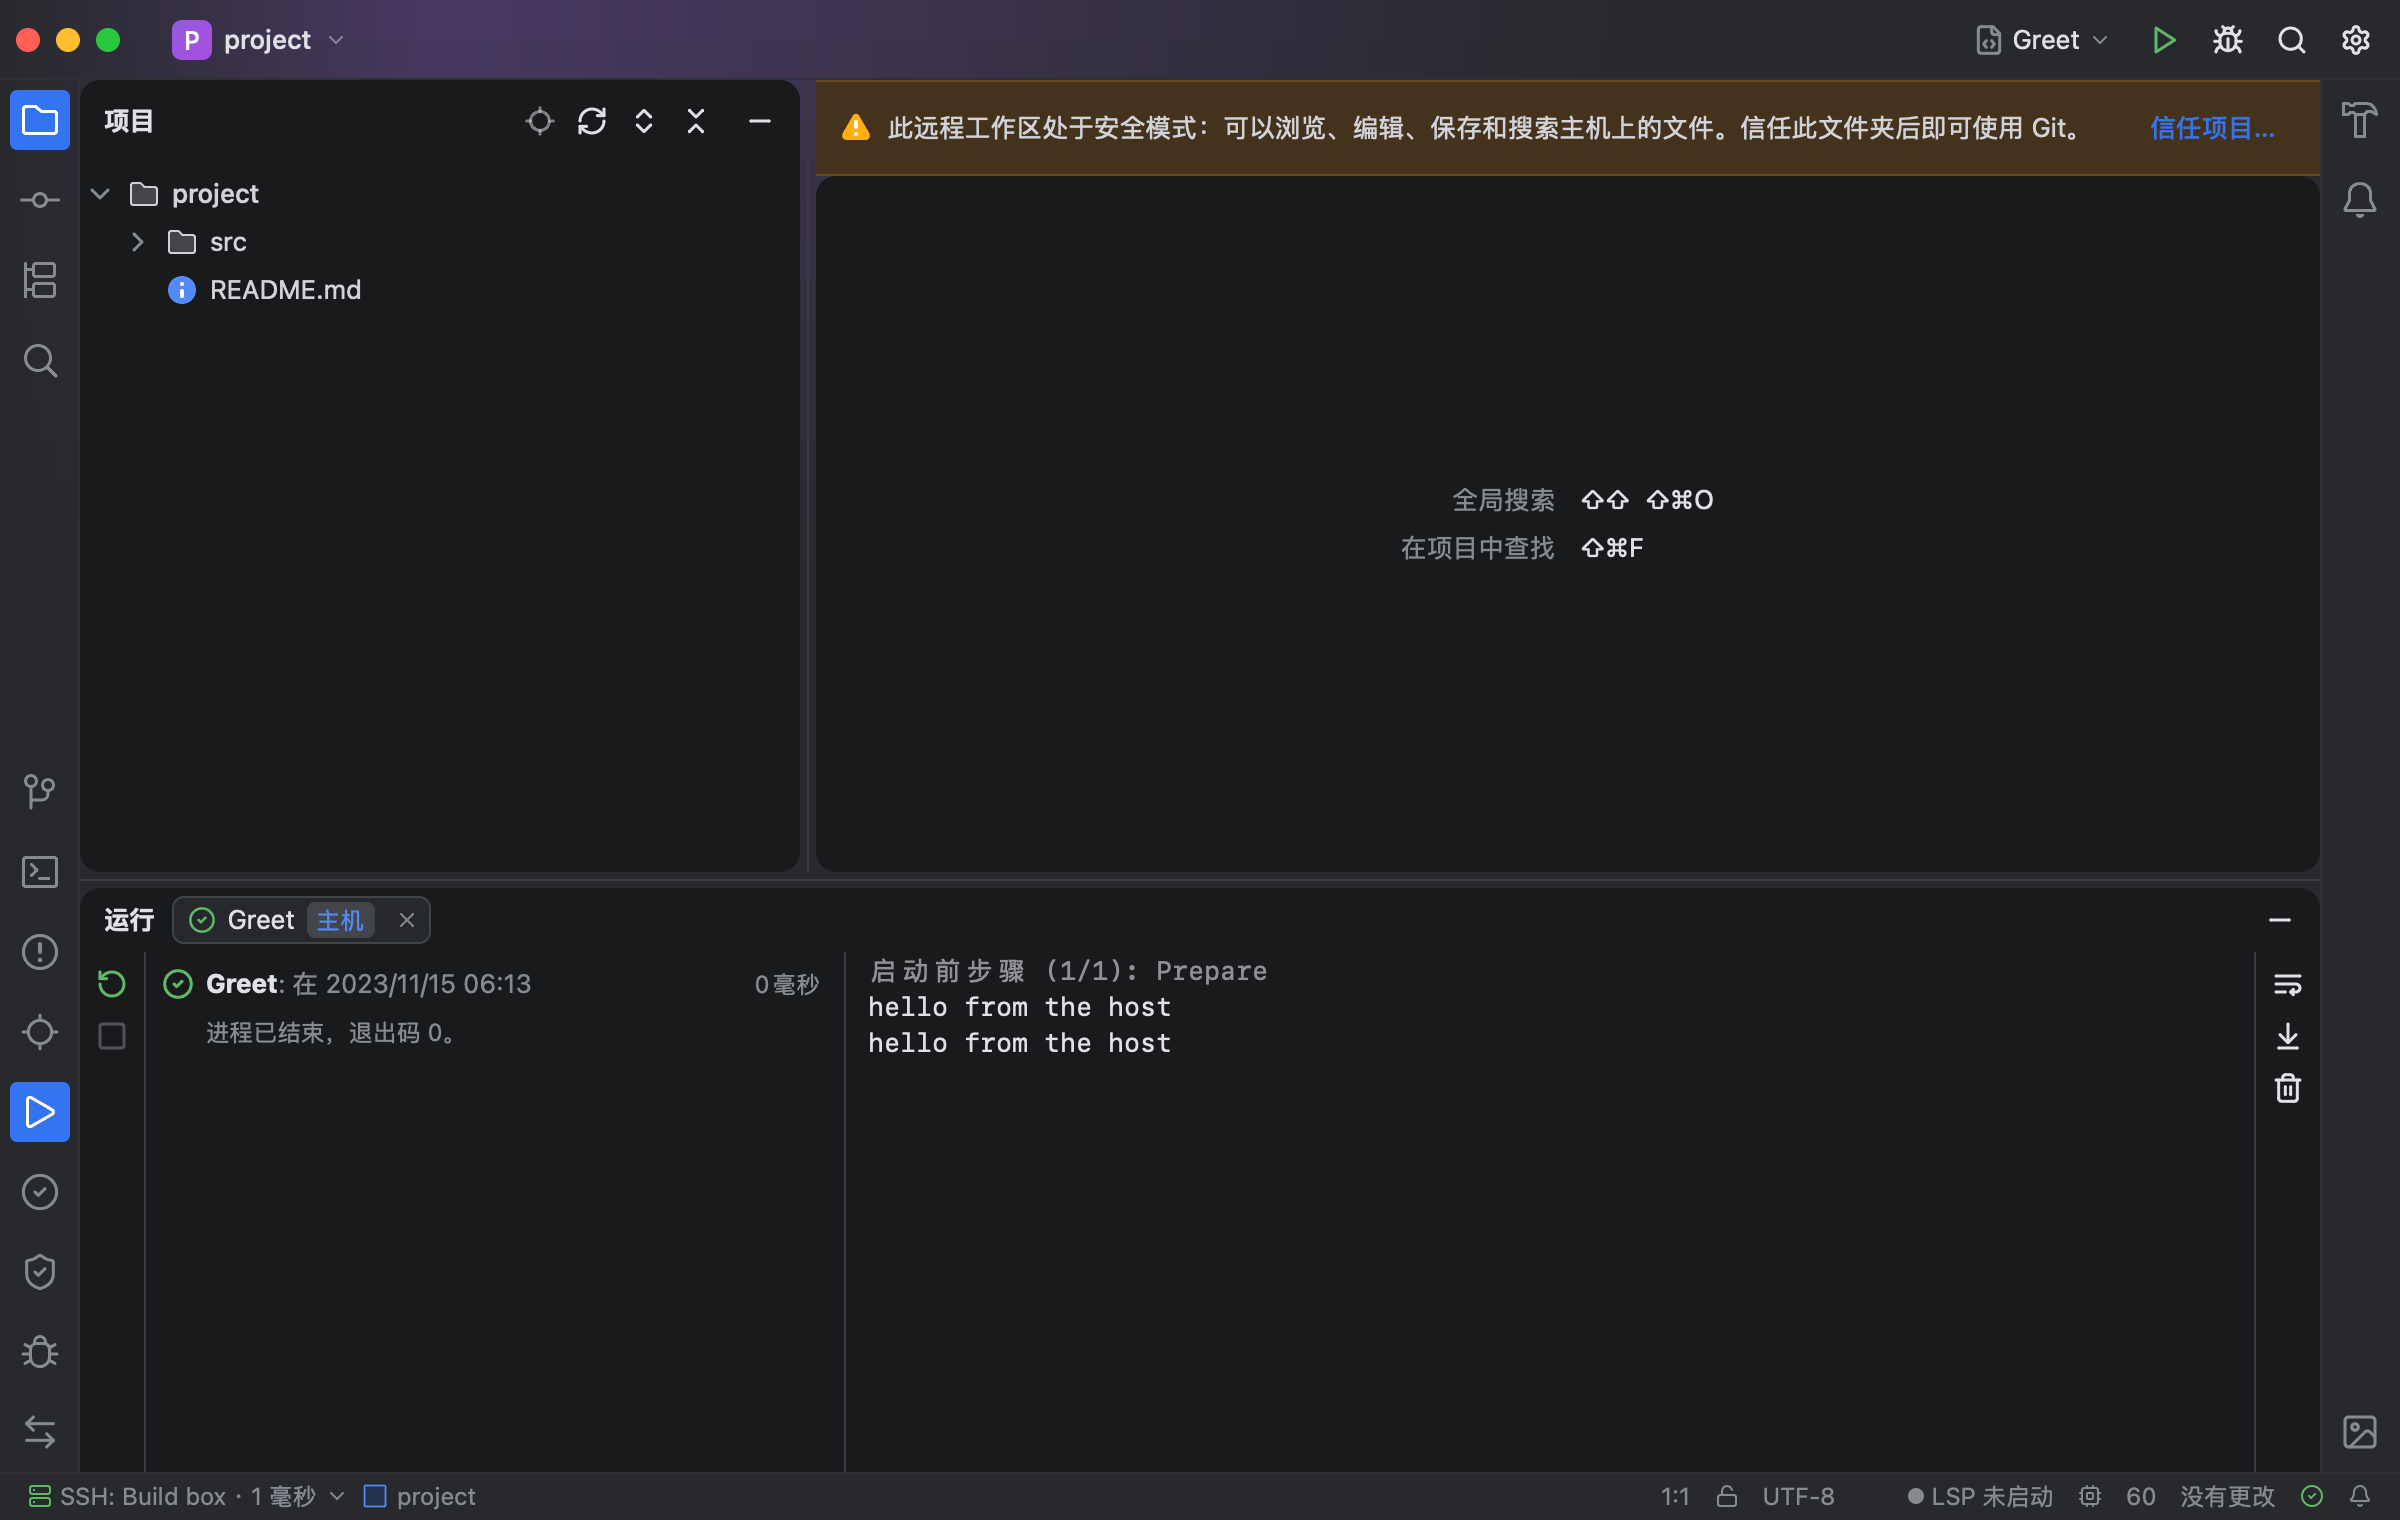 P project
Greet
项目
project
src
README.md
此远程工作区处于安全模式：可以浏览、编辑、保存和搜索主机上的文件。信任此文件夹后即可使用 Git。 信任项目...
全局搜索 ⇧⇧ ⇧⌘O
在项目中查找 ⇧⌘F
运行 Greet 主机
Greet: 在 2023/11/15 06:13 0 毫秒
进程已结束，退出码 0。
启动前步骤 (1/1): Prepare
hello from the host
hello from the host
SSH: Build box · 1 毫秒 project 1:1 UTF-8 LSP 未启动 60 没有更改